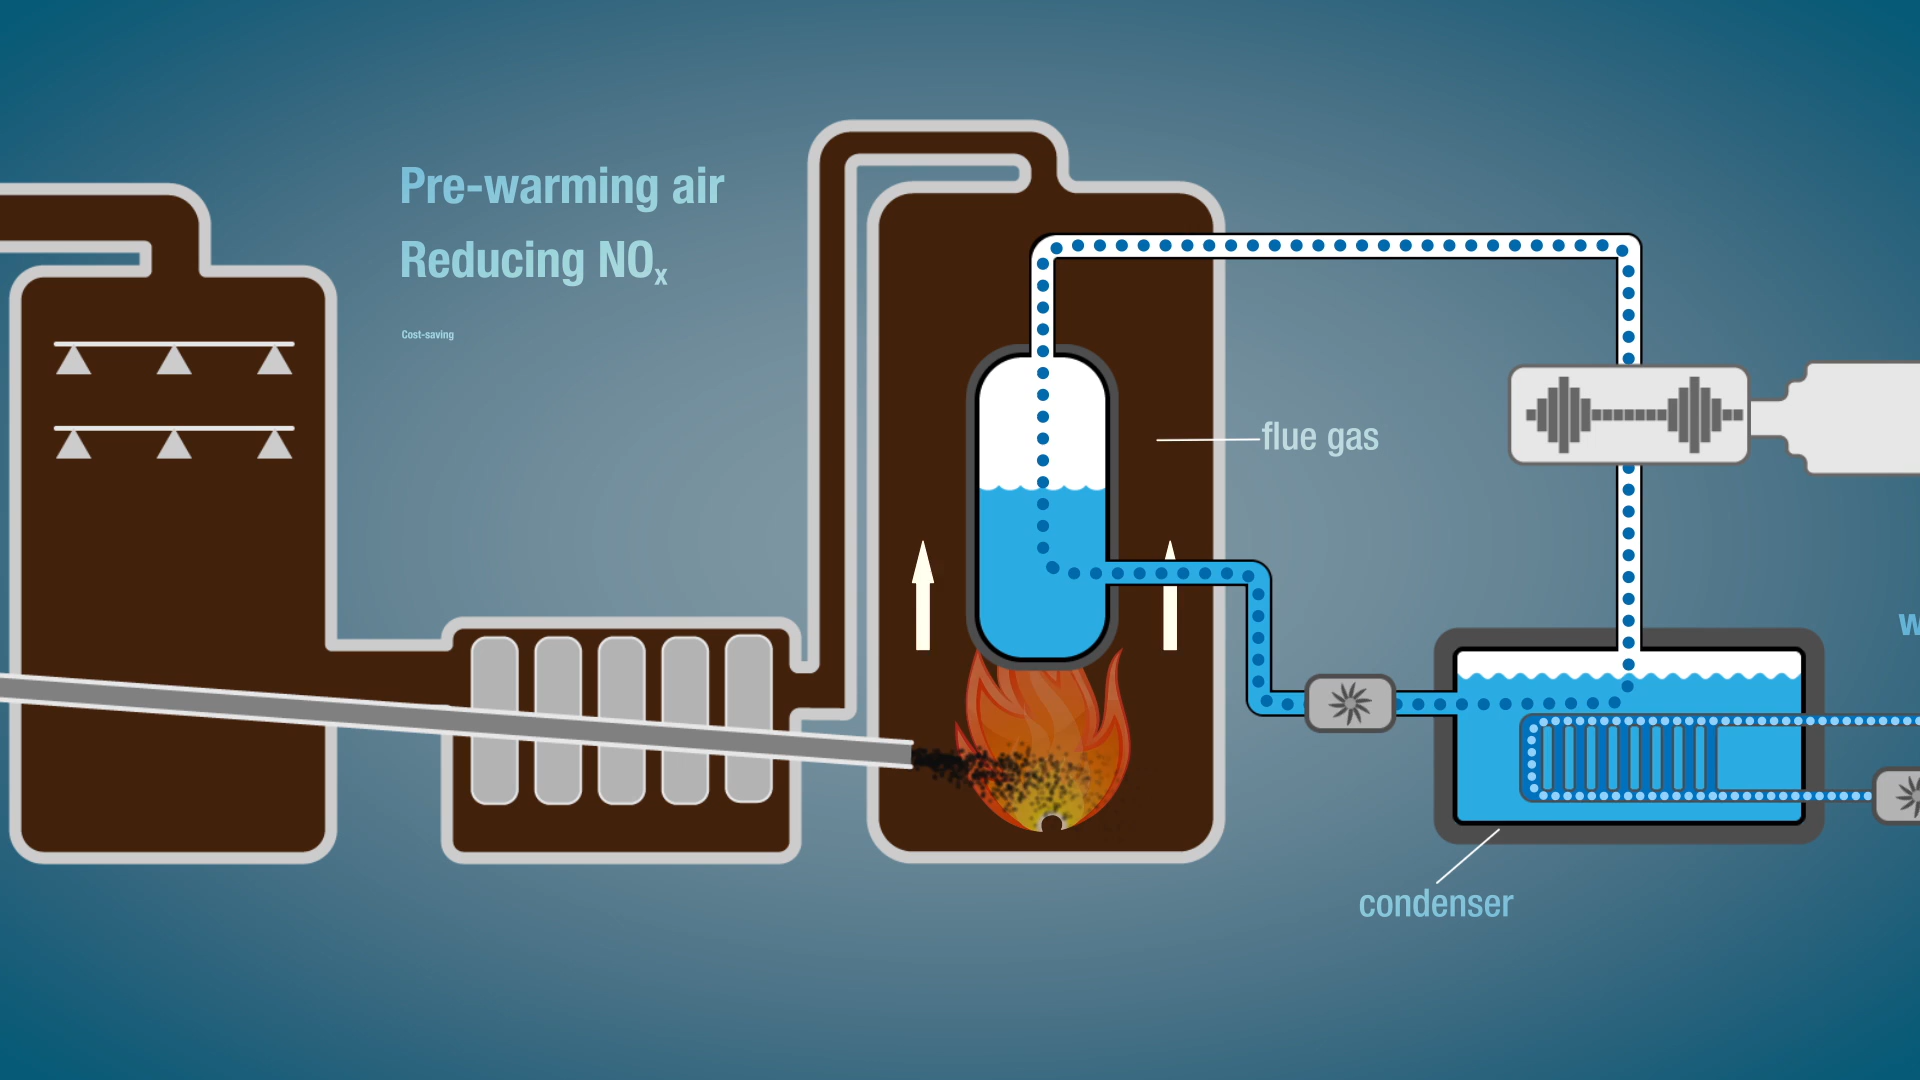 Pre-warming air
Reducing NOₓ
Cost-saving
flue gas
condenser